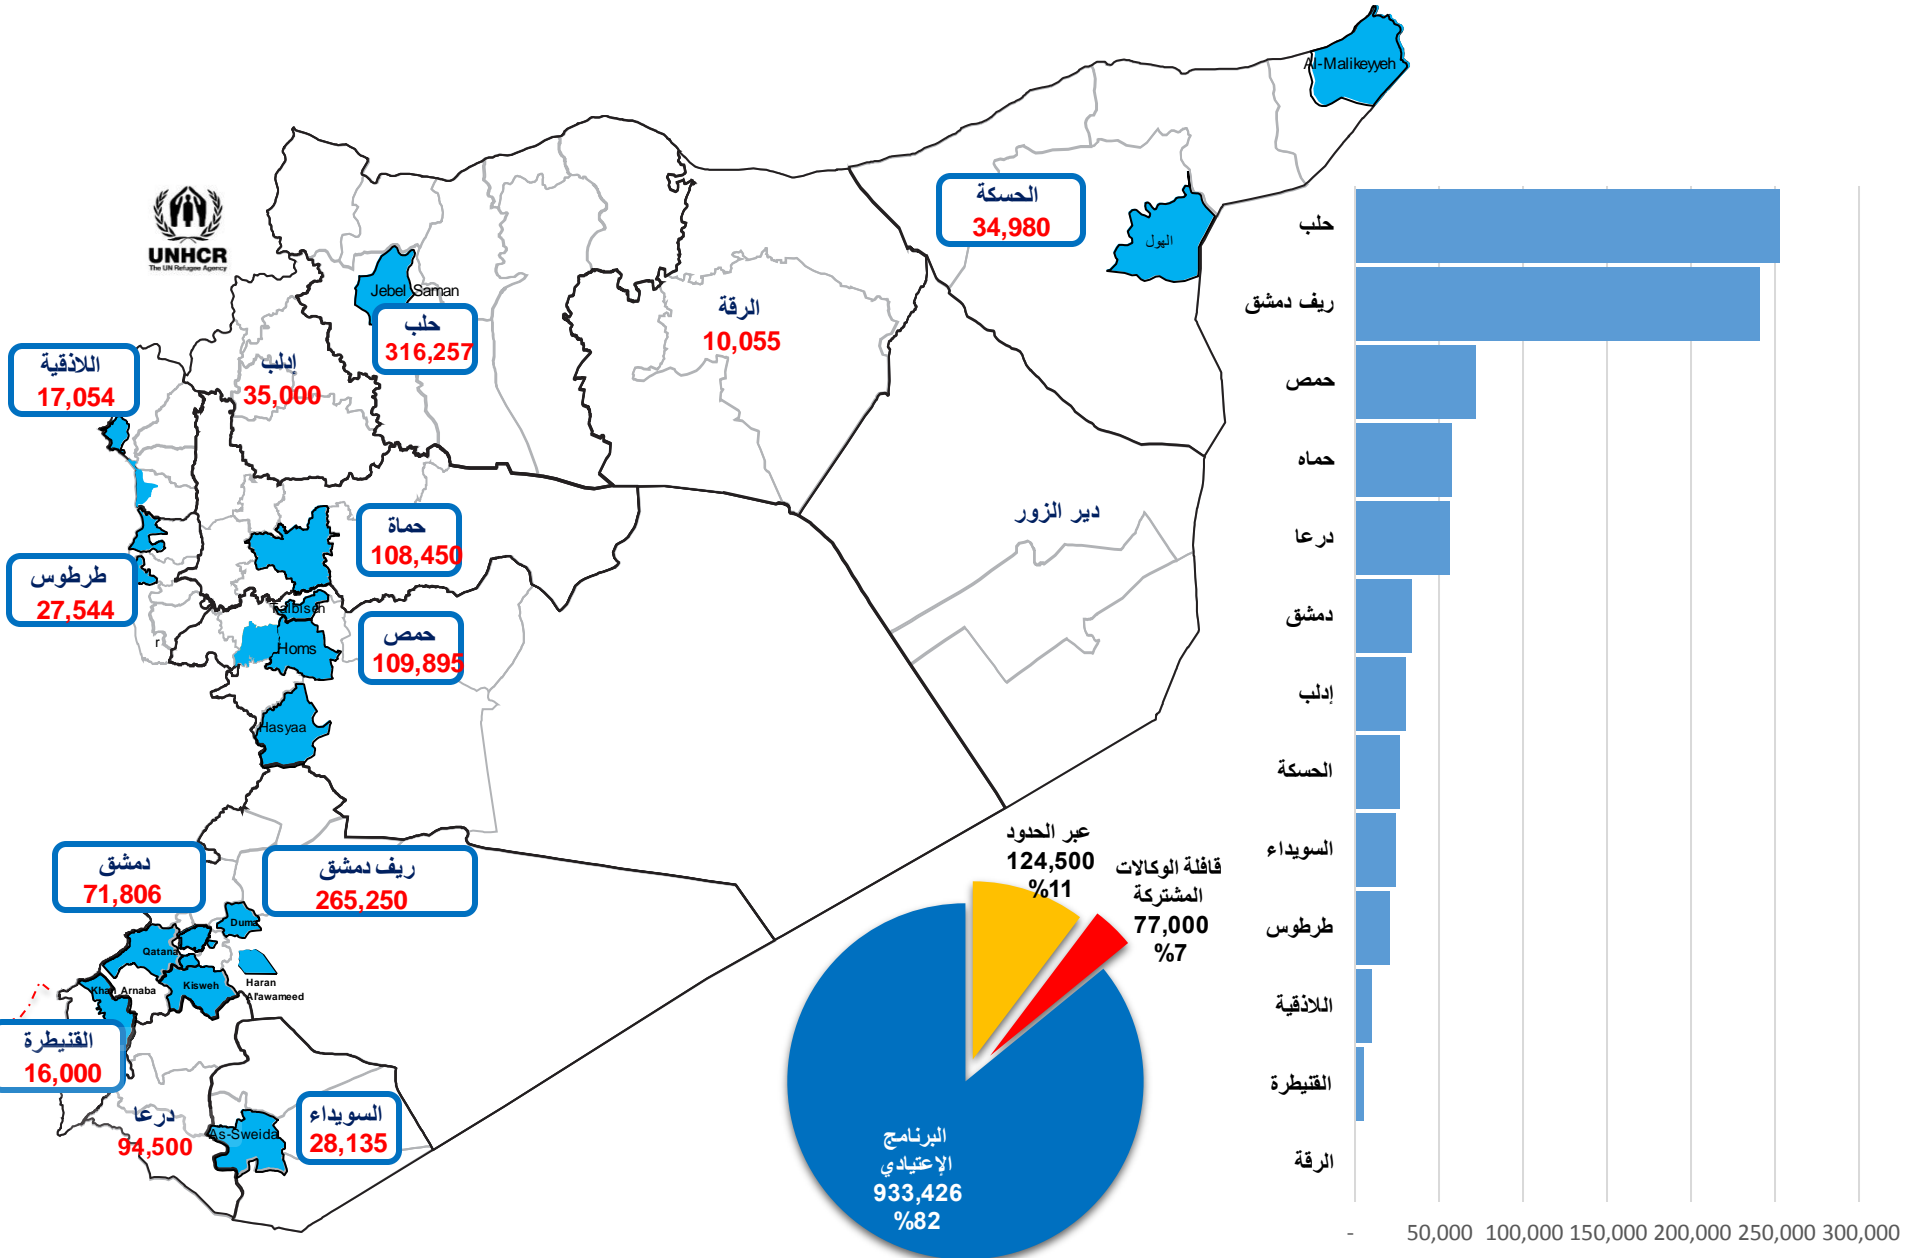 Al-Malikeyyeh
الحسكة
34,980
الهول
UNHCR
The UN Refugee Agency
Jebel Saman
حلب
316,257
الرقة
10,055
اللاذقية
17,054
إدلب
35,000
دير الزور
حماة
108,450
طرطوس
27,544
Talbiseh
r
Homs
حمص
109,895
Hasyaa
دمشق
71,806
ريف دمشق
265,250
Duma
Qatana
Khan Arnaba
Kisweh
Haran
Al'awameed
القنيطرة
16,000
درعا
94,500
As-Sweida
السويداء
28,135
عبر الحدود
124,500
%11
قافلة الوكالات
المشتركة
77,000
%7
البرنامج
الإعتيادي
933,426
%82
حلب
ريف دمشق
حمص
حماه
درعا
دمشق
إدلب
الحسكة
السويداء
طرطوس
اللاذقية
القنيطرة
الرقة
- 50,000 100,000 150,000 200,000 250,000 300,000